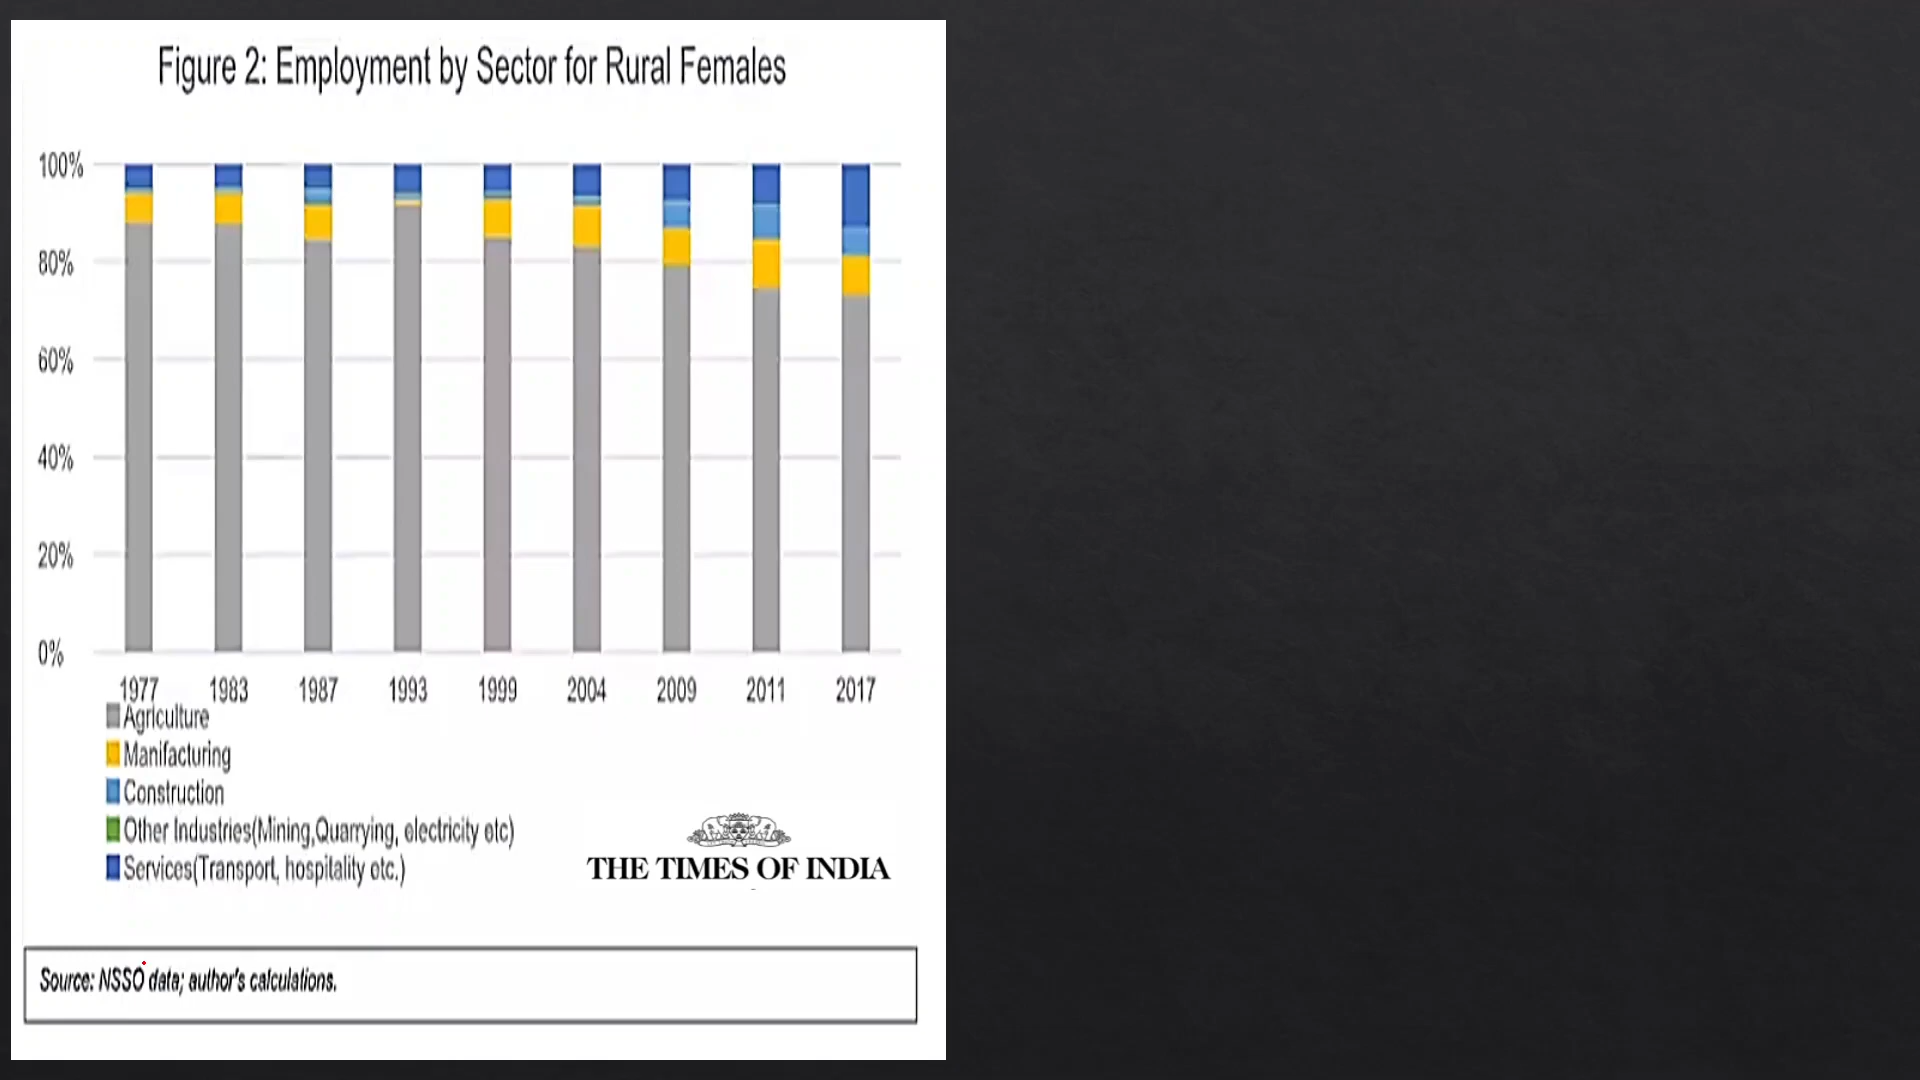 Figure 2: Employment by Sector for Rural Females
100%
80%
60%
40%
20%
0%
1977 1983 1987 1993 1999 2004 2009 2011 2017
Agriculture
Manifacturing
Construction
Other Industries(Mining,Quarrying, electricity etc)
Services(Transport, hospitality etc.)
THE TIMES OF INDIA
Source: NSSO data; author's calculations.